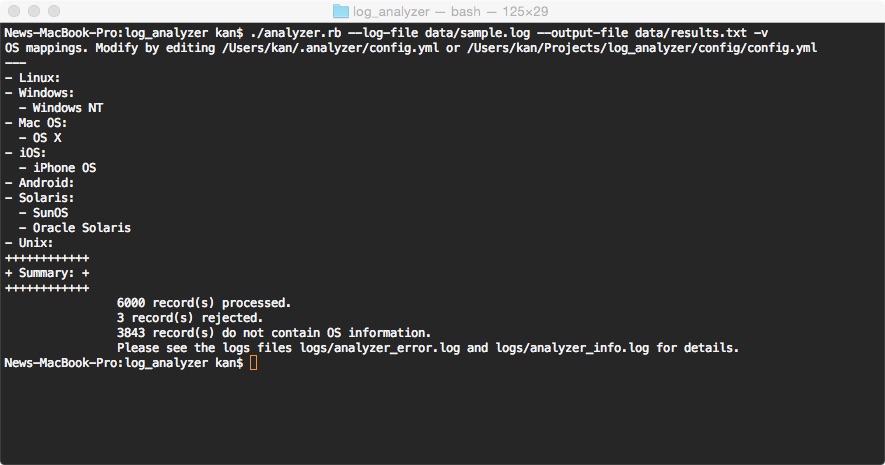 log_analyzer — bash — 125×29
News-MacBook-Pro:log_analyzer kan$ ./analyzer.rb --log-file data/sample.log --output-file data/results.txt -v
OS mappings. Modify by editing /Users/kan/.analyzer/config.yml or /Users/kan/Projects/log_analyzer/config/config.yml
---
- Linux:
- Windows:
  - Windows NT
- Mac OS:
  - OS X
- iOS:
  - iPhone OS
- Android:
- Solaris:
  - SunOS
  - Oracle Solaris
- Unix:
++++++++++++
+ Summary: +
++++++++++++
                6000 record(s) processed.
                3 record(s) rejected.
                3843 record(s) do not contain OS information.
                Please see the logs files logs/analyzer_error.log and logs/analyzer_info.log for details.
News-MacBook-Pro:log_analyzer kan$